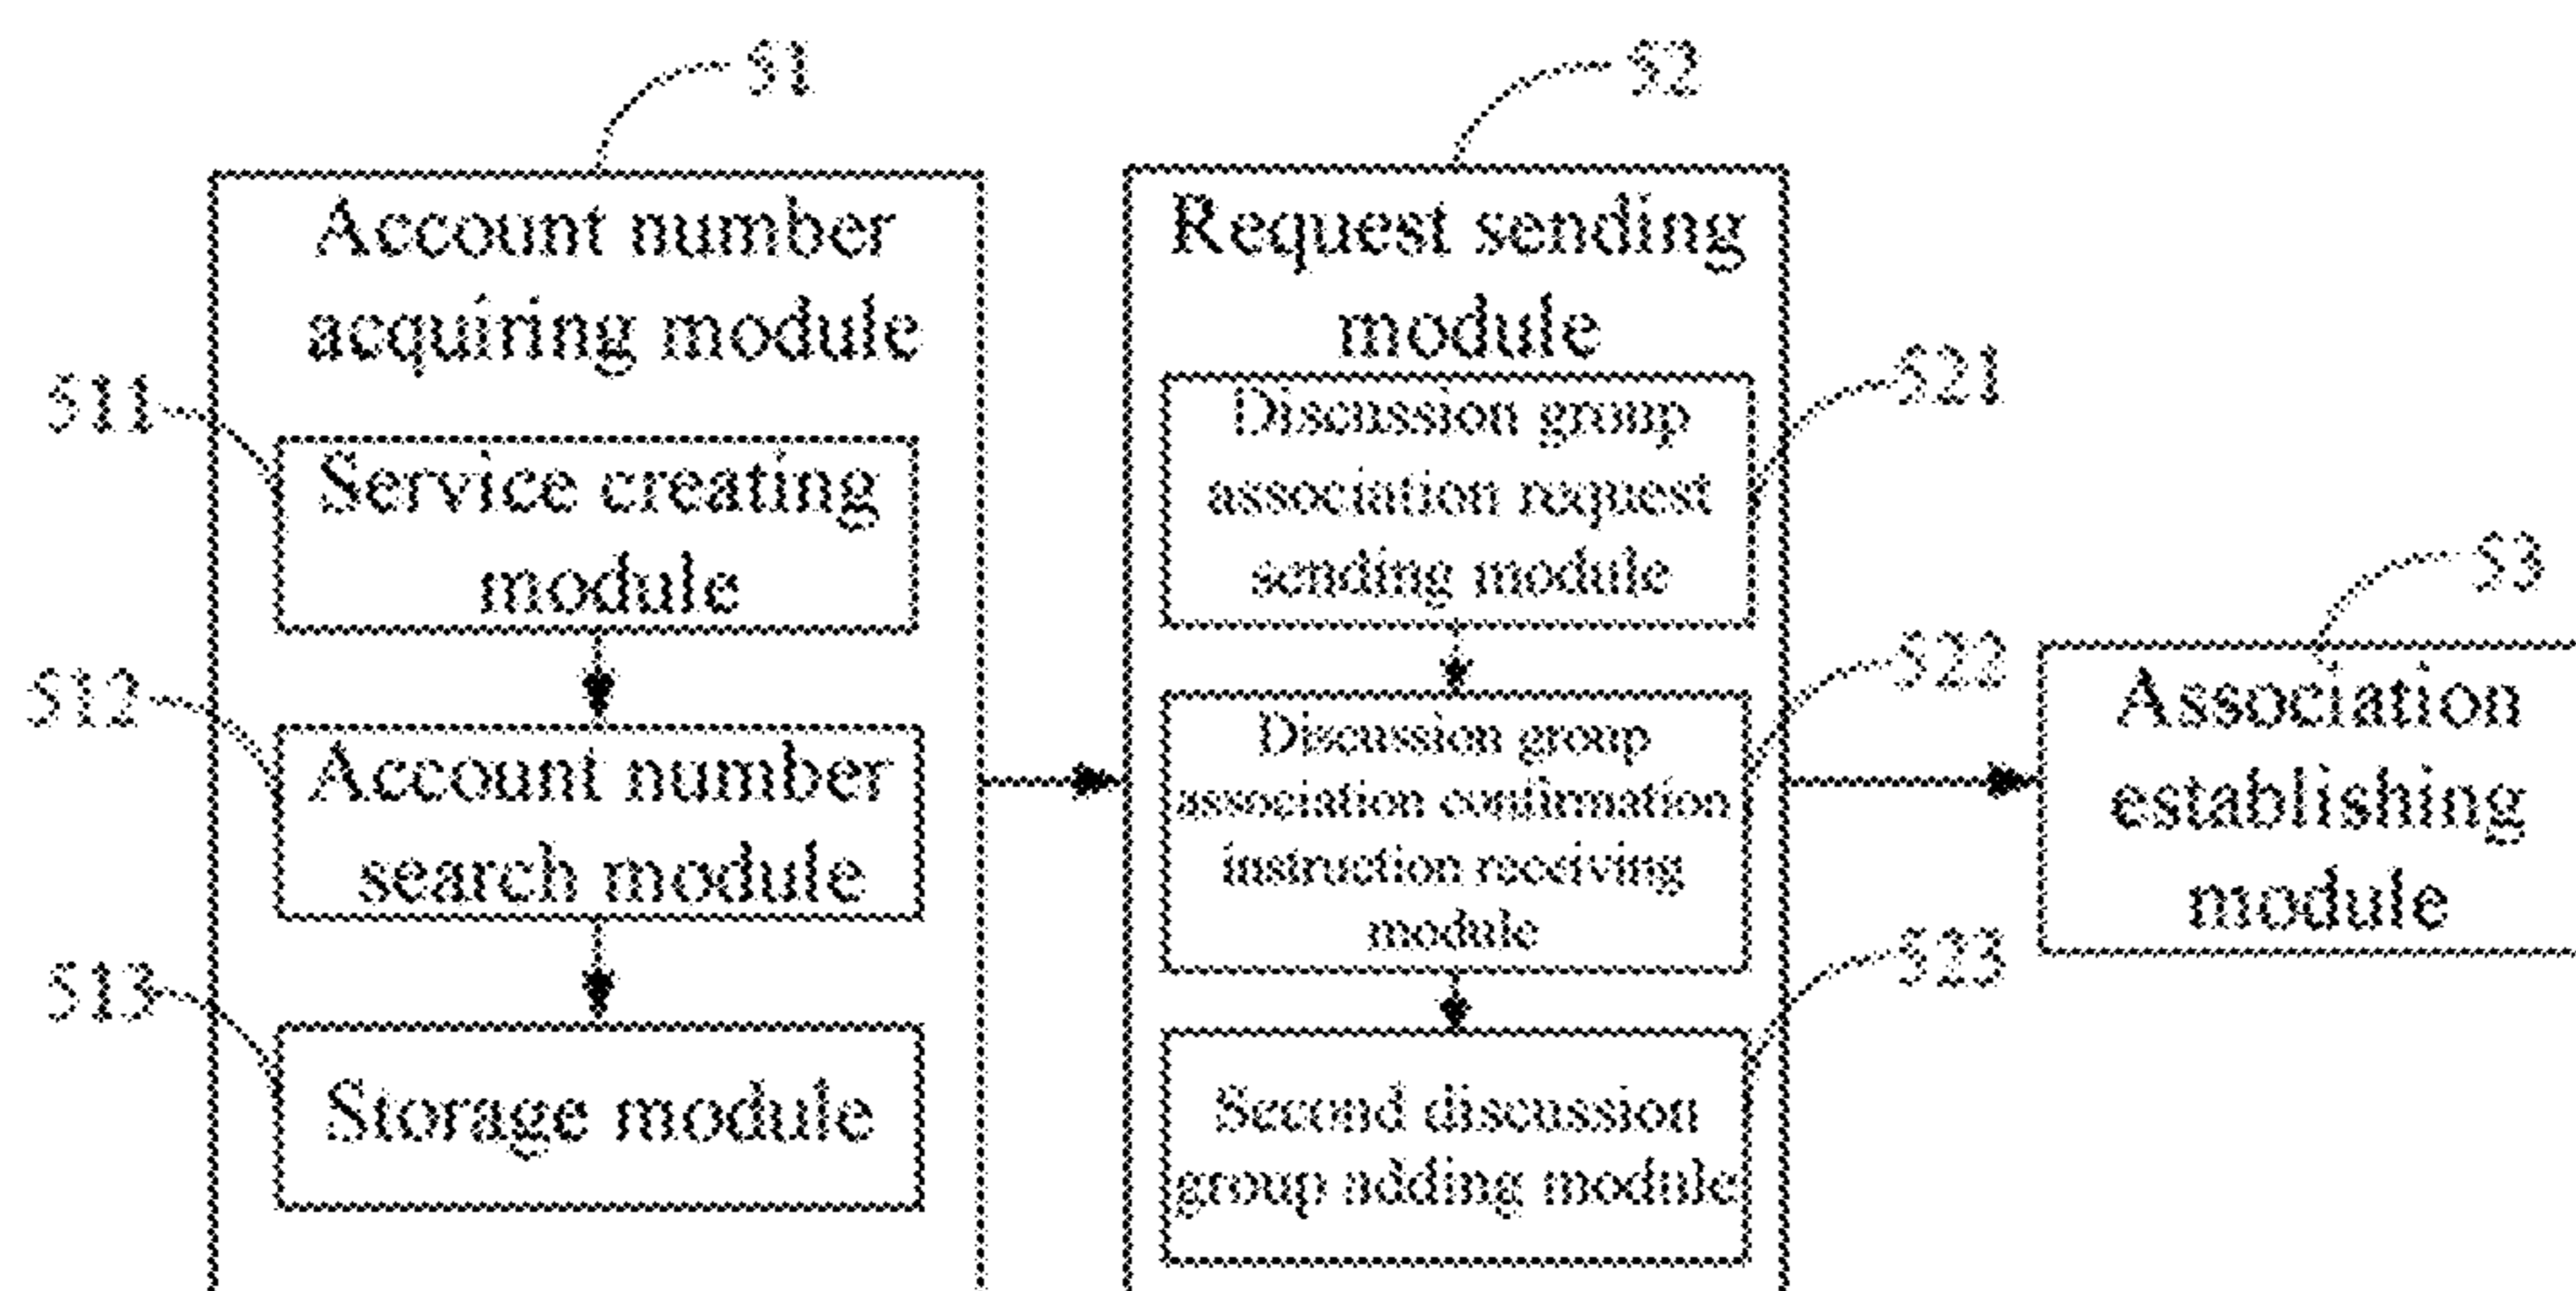 51
52
Account number
acquiring module
511
Service creating
module
512
Account number
search module
513
Storage module
Request sending
module
521
Discussion group
association request
sending module
522
Discussion group
association confirmation
instruction receiving
module
523
Second discussion
group adding module
53
Association
establishing
module